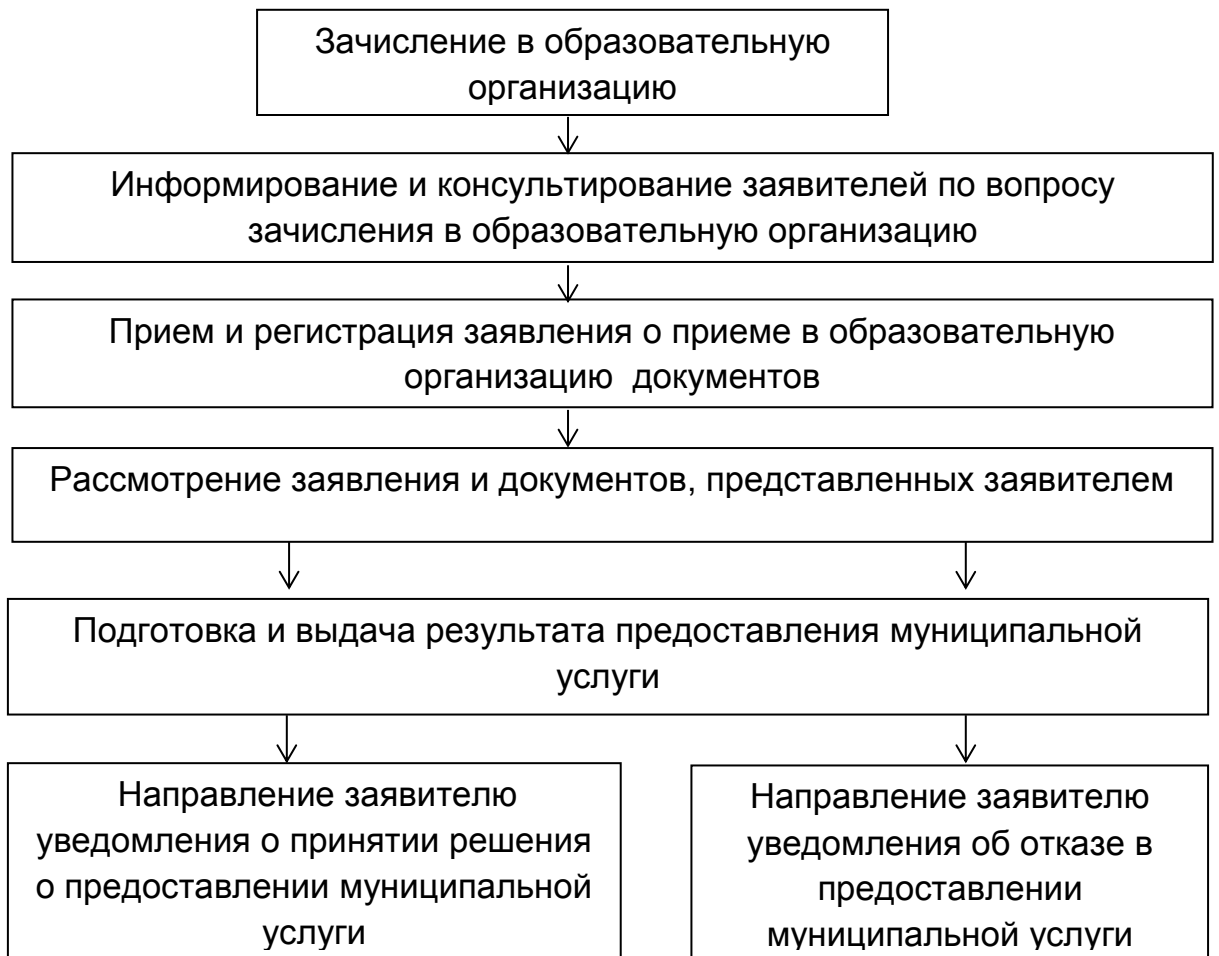 Зачисление в образовательную
организацию
Информирование и консультирование заявителей по вопросу
зачисления в образовательную организацию
Прием и регистрация заявления о приеме в образовательную
организацию документов
Рассмотрение заявления и документов, представленных заявителем
Подготовка и выдача результата предоставления муниципальной
услуги
Направление заявителю
уведомления о принятии решения
о предоставлении муниципальной
услуги
Направление заявителю
уведомления об отказе в
предоставлении
муниципальной услуги